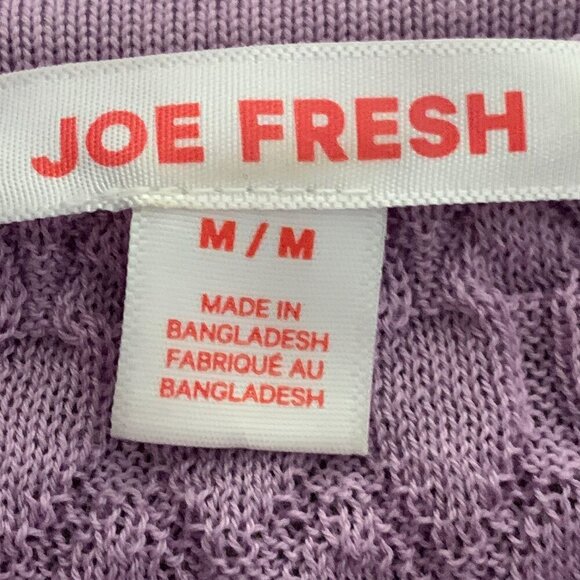 JOE FRESH
M / M
MADE IN
BANGLADESH
FABRIQUÉ AU
BANGLADESH